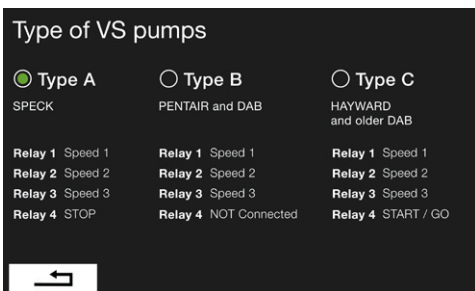 Type of VS pumps
Type A
SPECK
Relay 1 Speed 1
Relay 2 Speed 2
Relay 3 Speed 3
Relay 4 STOP
Type B
PENTAIR and DAB
Relay 1 Speed 1
Relay 2 Speed 2
Relay 3 Speed 3
Relay 4 NOT Connected
Type C
HAYWARD
and older DAB
Relay 1 Speed 1
Relay 2 Speed 2
Relay 3 Speed 3
Relay 4 START / GO